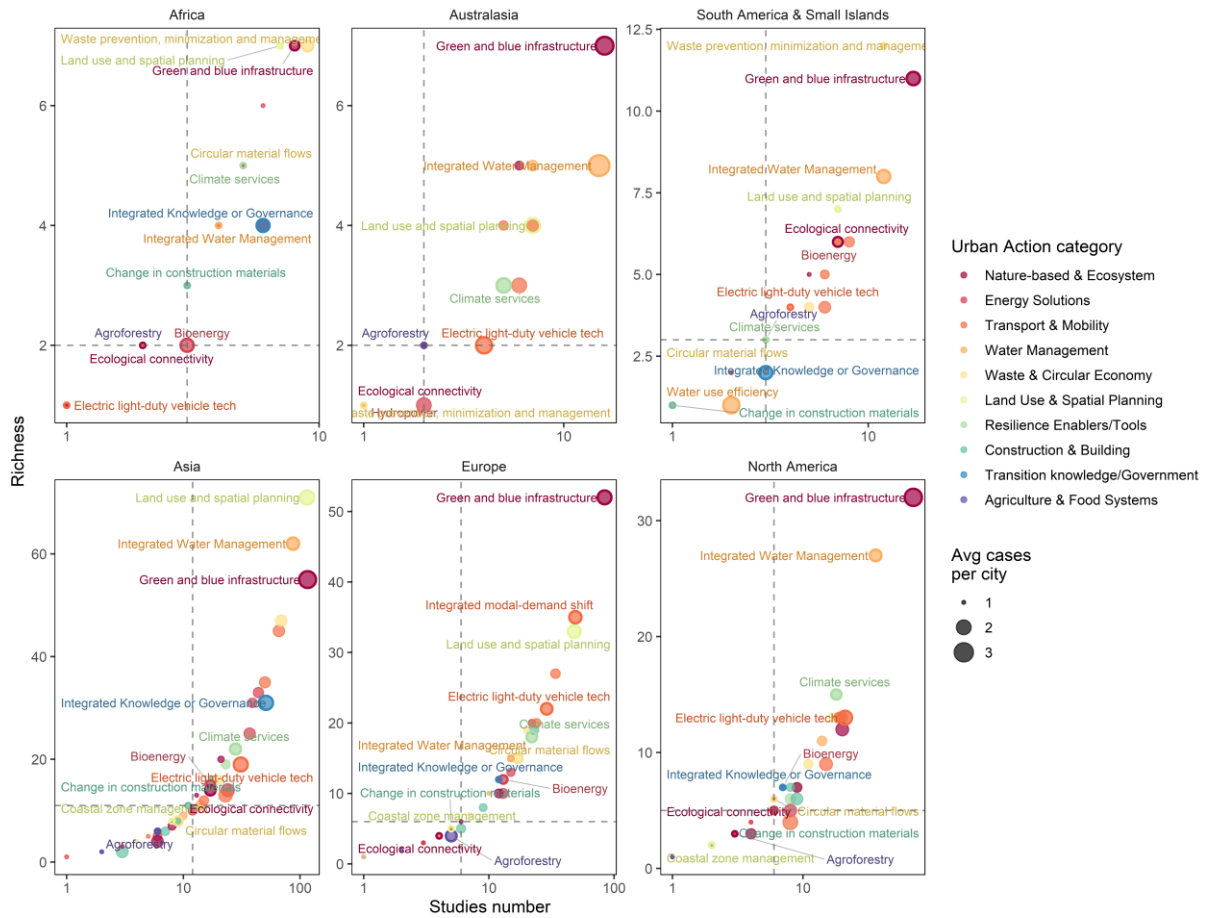 Africa
Australasia
South America & Small Islands
Waste prevention, minimization and manageme
Land use and spatial planning
Green and blue infrastructure
Circular material flows
Climate services
Integrated Knowledge or Governance
Integrated Water Management
Change in construction materials
Agroforestry
Bioenergy
Ecological connectivity
Electric light-duty vehicle tech
2
4
6
1
10
Green and blue infrastructure
Integrated Water Management
Land use and spatial planning
Climate services
Electric light-duty vehicle tech
Agroforestry
Ecological connectivity
Hydropower, minimization and management
2
4
6
1
10
Waste prevention, minimization and manageme
Green and blue infrastructure
Integrated Water Management
Land use and spatial planning
Ecological connectivity
Bioenergy
Electric light-duty vehicle tech
Agroforestry
Climate services
Circular material flows
Integrated Knowledge or Governance
Water use efficiency
Change in construction materials
2.5
5.0
7.5
10.0
12.5
1
10
Asia
Europe
North America
Land use and spatial planning
Integrated Water Management
Green and blue infrastructure
Integrated Knowledge or Governance
Climate services
Bioenergy
Electric light-duty vehicle tech
Change in construction materials
Coastal zone management
Ecological connectivity
Circular material flows
Agroforestry
0
20
40
60
1
10
100
Green and blue infrastructure
Integrated modal-demand shift
Land use and spatial planning
Electric light-duty vehicle tech
Climate services
Integrated Water Management
Circular material flows
Integrated Knowledge or Governance
Bioenergy
Change in construction materials
Coastal zone management
Ecological connectivity
Agroforestry
0
10
20
30
40
50
1
10
100
Green and blue infrastructure
Integrated Water Management
Climate services
Electric light-duty vehicle tech
Bioenergy
Integrated Knowledge or Governance
Circular material flows
Ecological connectivity
Change in construction materials
Coastal zone management
Agroforestry
0
10
20
30
1
10
Richness
Studies number
Urban Action category
Nature-based & Ecosystem
Energy Solutions
Transport & Mobility
Water Management
Waste & Circular Economy
Land Use & Spatial Planning
Resilience Enablers/Tools
Construction & Building
Transition knowledge/Government
Agriculture & Food Systems
Avg cases
per city
1
2
3